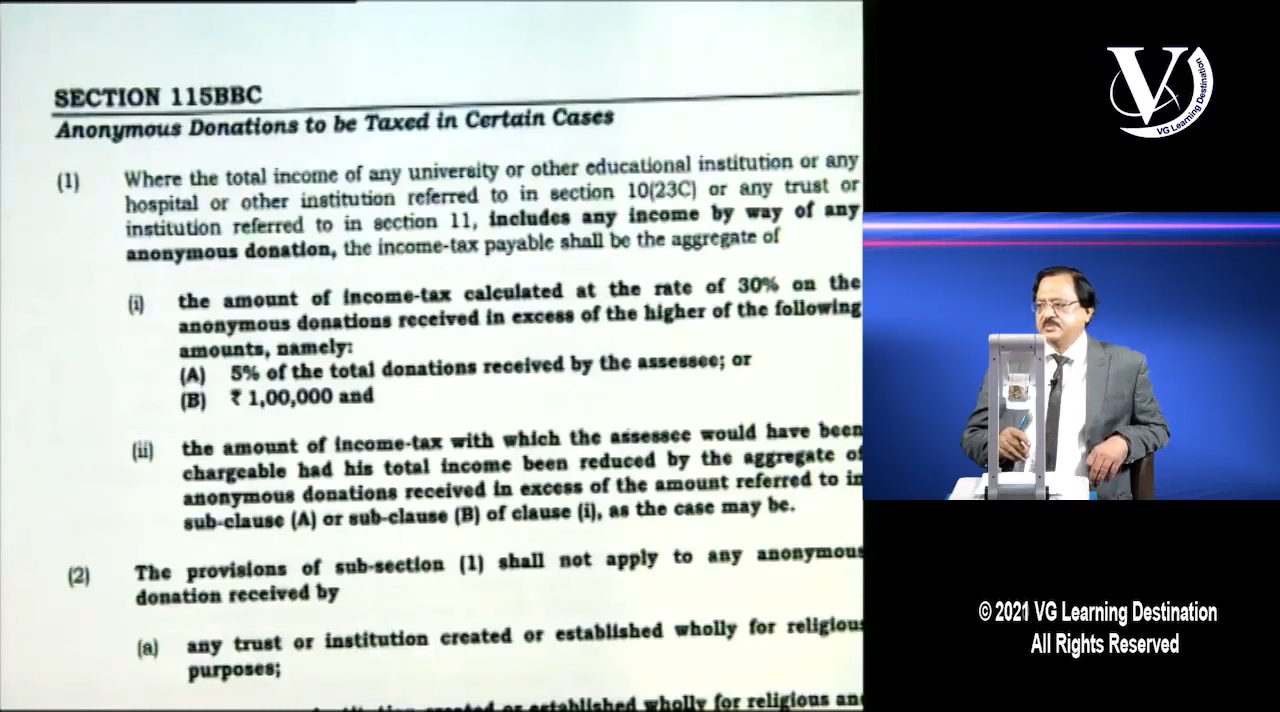 SECTION 115BBC
Anonymous Donations to be Taxed in Certain Cases
(1) Where the total income of any university or other educational institution or any
hospital or other institution referred to in section 10(23C) or any trust or
institution referred to in section 11, includes any income by way of any
anonymous donation, the income-tax payable shall be the aggregate of
(i) the amount of income-tax calculated at the rate of 30% on the
anonymous donations received in excess of the higher of the following
amounts, namely:
(A) 5% of the total donations received by the assessee; or
(B) ₹ 1,00,000 and
(ii) the amount of income-tax with which the assessee would have been
chargeable had his total income been reduced by the aggregate of
anonymous donations received in excess of the amount referred to in
sub-clause (A) or sub-clause (B) of clause (i), as the case may be.
(2) The provisions of sub-section (1) shall not apply to any anonymous
donation received by
(a) any trust or institution created or established wholly for religious
purposes;
created or established wholly for religious and
V
VG Learning Destination
© 2021 VG Learning Destination
All Rights Reserved